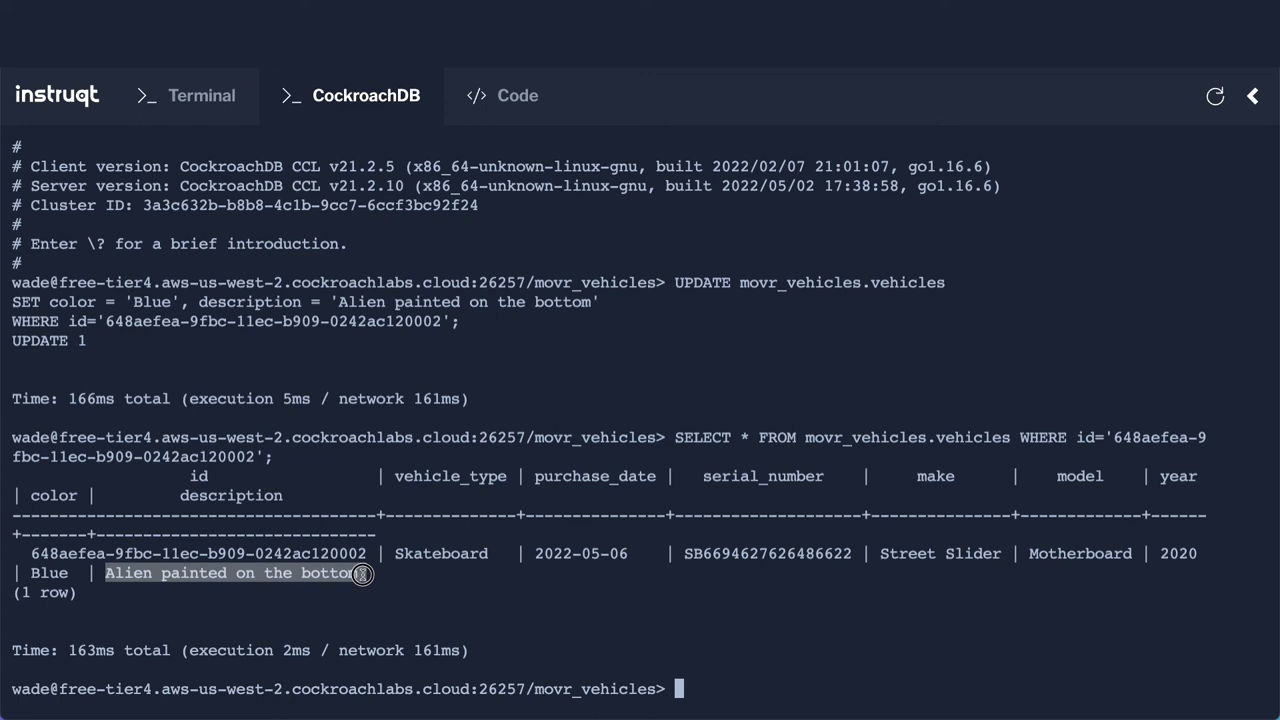 instruqt >_ Terminal >_ CockroachDB </> Code
#
# Client version: CockroachDB CCL v21.2.5 (x86_64-unknown-linux-gnu, built 2022/02/07 21:01:07, go1.16.6)
# Server version: CockroachDB CCL v21.2.10 (x86_64-unknown-linux-gnu, built 2022/05/02 17:38:58, go1.16.6)
# Cluster ID: 3a3c632b-b8b8-4c1b-9cc7-6ccf3bc92f24
#
# Enter \? for a brief introduction.
#
wade@free-tier4.aws-us-west-2.cockroachlabs.cloud:26257/movr_vehicles> UPDATE movr_vehicles.vehicles
SET color = 'Blue', description = 'Alien painted on the bottom'
WHERE id='648aefea-9fbc-11ec-b909-0242ac120002';
UPDATE 1
Time: 166ms total (execution 5ms / network 161ms)
wade@free-tier4.aws-us-west-2.cockroachlabs.cloud:26257/movr_vehicles> SELECT * FROM movr_vehicles.vehicles WHERE id='648aefea-9
fbc-11ec-b909-0242ac120002';
id | vehicle_type | purchase_date | serial_number | make | model | year
| color | description
---------------------------------------+--------------+---------------+--------------------+---------------+-------------+------
+-------+------------------------------
648aefea-9fbc-11ec-b909-0242ac120002 | Skateboard | 2022-05-06 | SB66946276264866​22 | Street Slider | Motherboard | 2020
| Blue | Alien painted on the bottom
(1 row)
Time: 163ms total (execution 2ms / network 161ms)
wade@free-tier4.aws-us-west-2.cockroachlabs.cloud:26257/movr_vehicles>